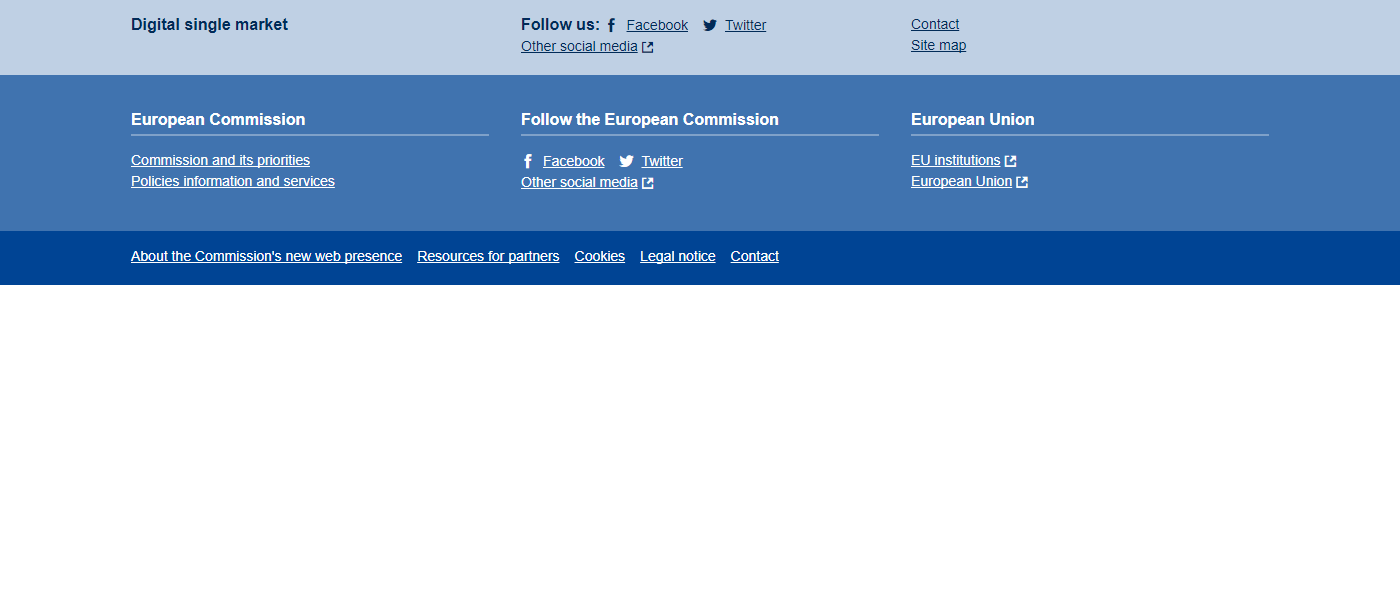 Digital single market
Follow us: Facebook Twitter
Other social media
Contact
Site map
European Commission
Commission and its priorities
Policies information and services
Follow the European Commission
Facebook Twitter
Other social media
European Union
EU institutions
European Union
About the Commission's new web presence Resources for partners Cookies Legal notice Contact